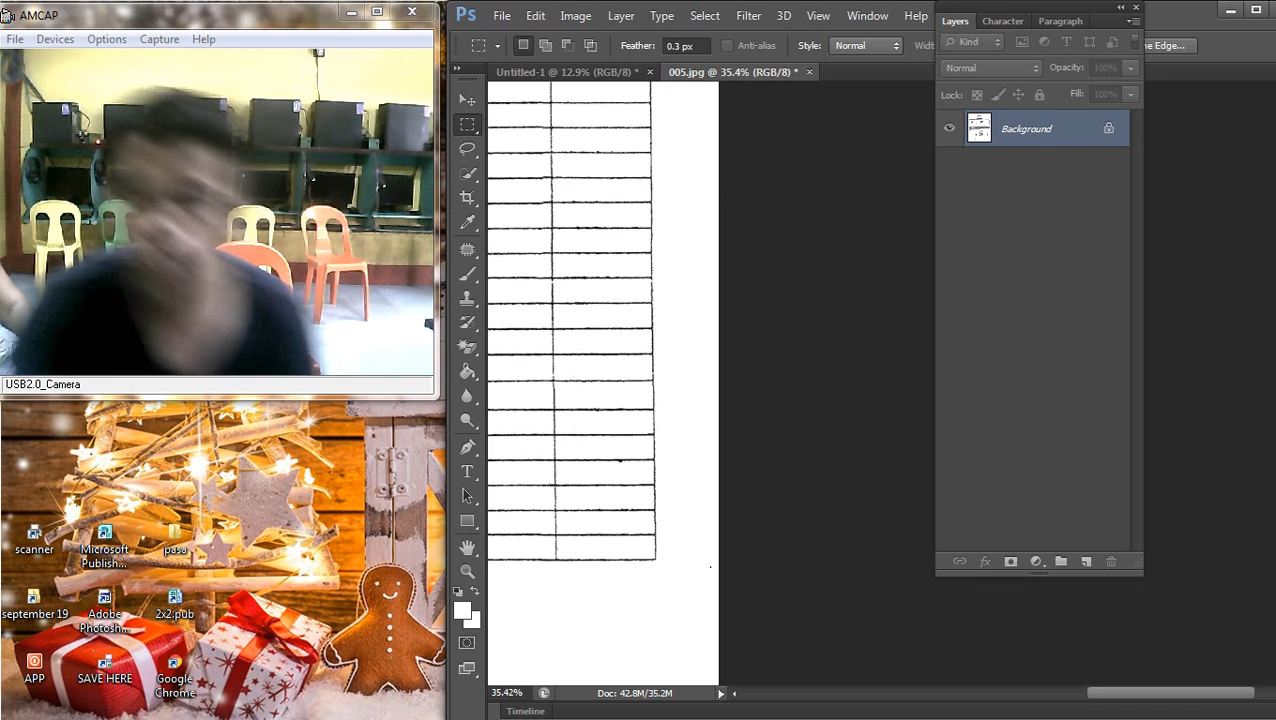 AMCAP
File Devices Options Capture Help
USB2.0_Camera
scanner
Microsoft Publish...
pasa
september 19
Adobe Photosh...
2x2.pub
APP
SAVE HERE
Google Chrome
Ps File Edit Image Layer Type Select Filter 3D View Window Help
Feather: 0.3 px Anti-alias Style: Normal Widt
ne Edge...
Untitled-1 @ 12.9% (RGB/8) * × 005.jpg @ 35.4% (RGB/8) * ×
Layers Character Paragraph
Kind
Normal Opacity: 100%
Lock: Fill: 100%
Background
35.42% Doc: 42.8M/35.2M
Timeline